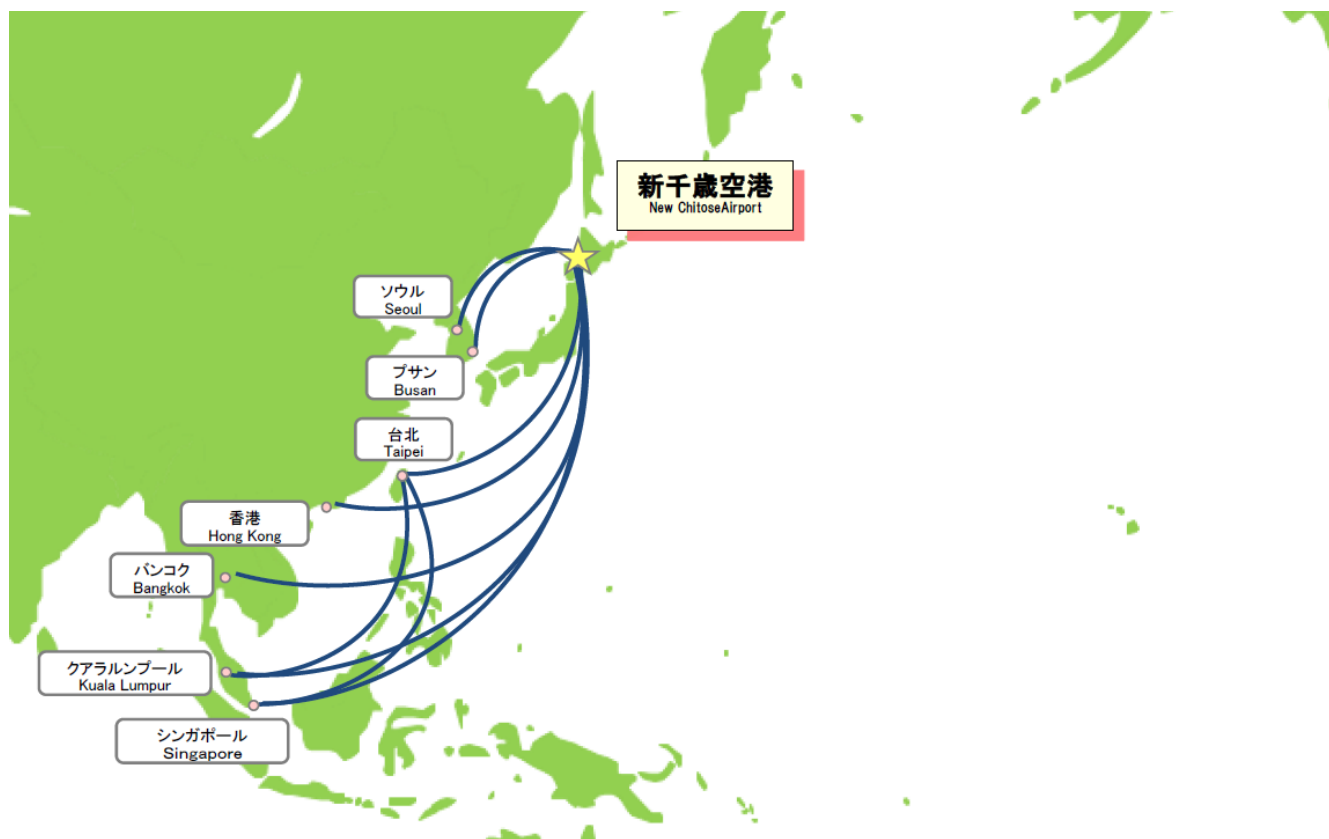 新千歳空港
New ChitoseAirport
ソウル
Seoul
プサン
Busan
台北
Taipei
香港
Hong Kong
バンコク
Bangkok
クアラルンプール
Kuala Lumpur
シンガポール
Singapore